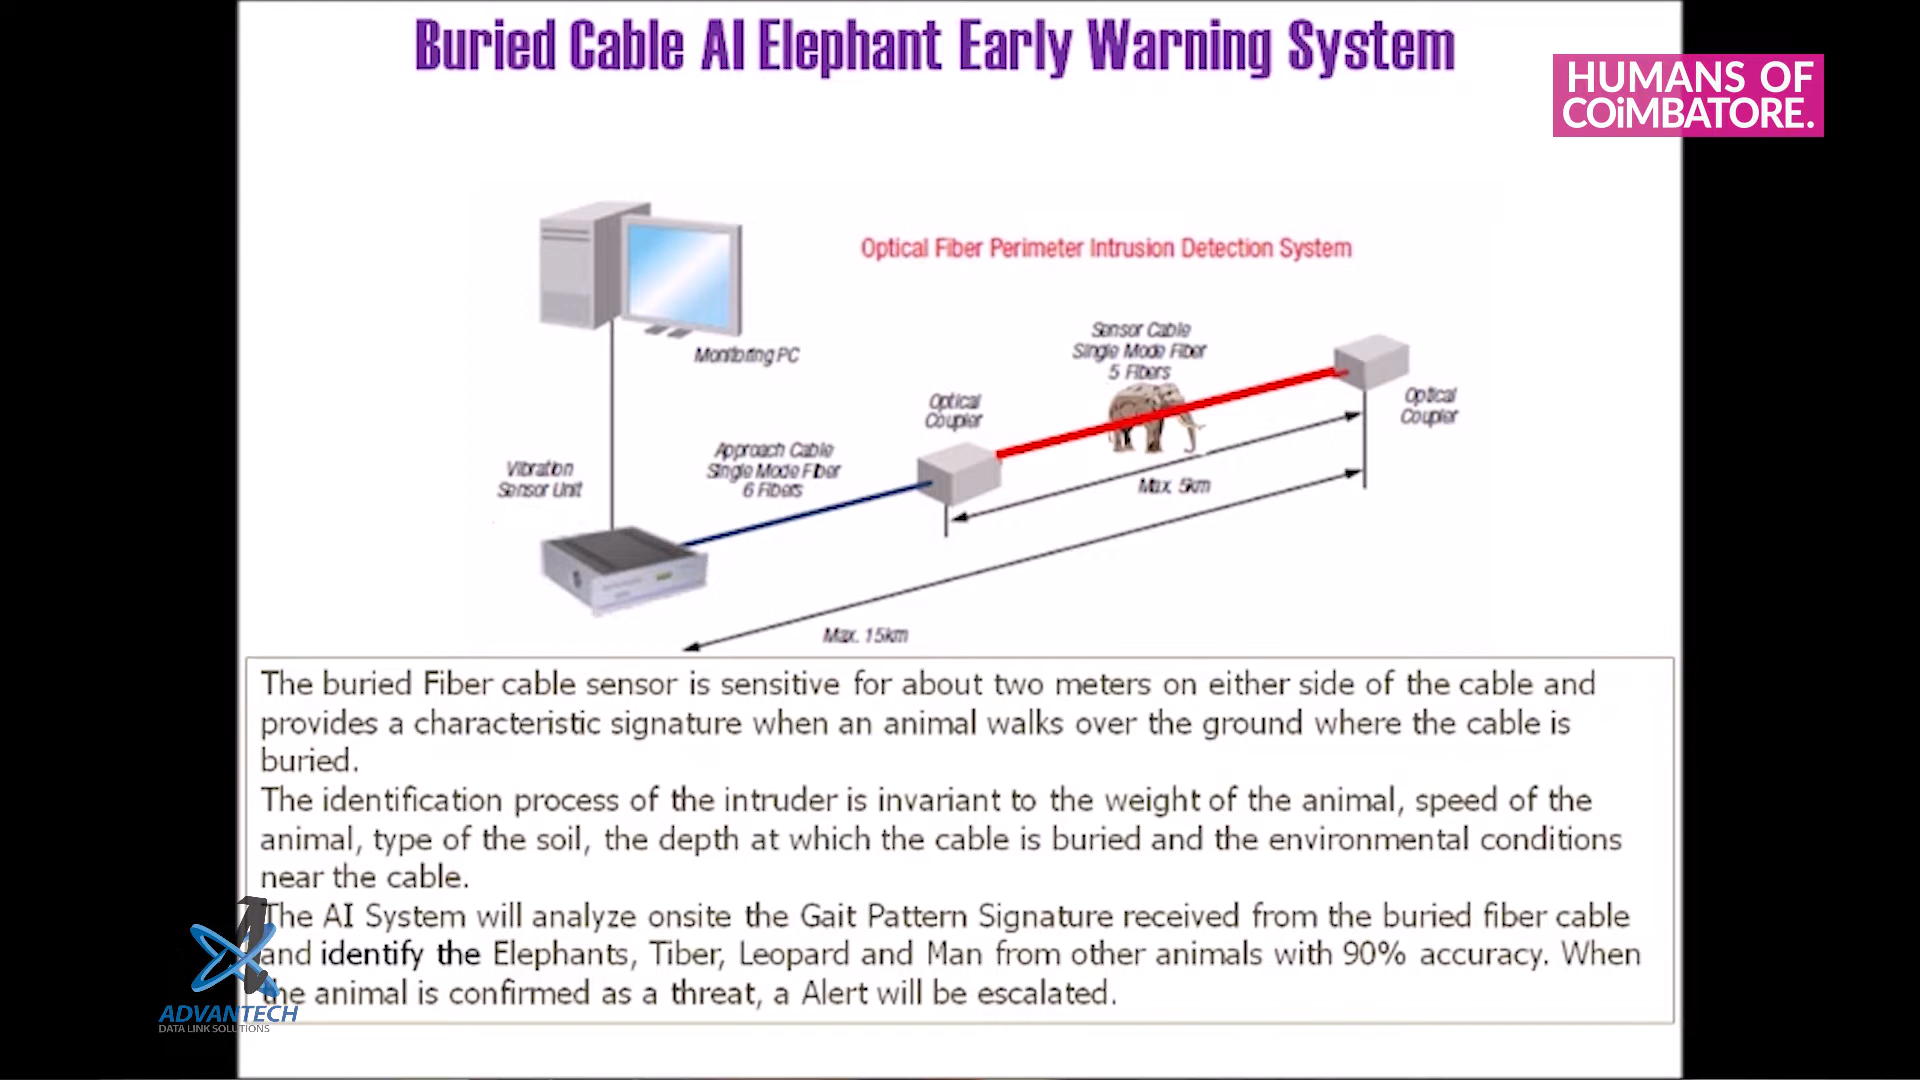 Buried Cable AI Elephant Early Warning System
HUMANS OF
COiMBATORE.
Optical Fiber Perimeter Intrusion Detection System
Monitoring PC
Sensor Cable
Single Mode Fiber
5 Fibers
Optical
Coupler
Optical
Coupler
Approach Cable
Single Mode Fiber
6 Fibers
Vibration
Sensor Unit
Max. 5km
Max. 15km
The buried Fiber cable sensor is sensitive for about two meters on either side of the cable and
provides a characteristic signature when an animal walks over the ground where the cable is
buried.
The identification process of the intruder is invariant to the weight of the animal, speed of the
animal, type of the soil, the depth at which the cable is buried and the environmental conditions
near the cable.
The AI System will analyze onsite the Gait Pattern Signature received from the buried fiber cable
and identify the Elephants, Tiber, Leopard and Man from other animals with 90% accuracy. When
the animal is confirmed as a threat, a Alert will be escalated.
ADVANTECH
DATA LINK SOLUTIONS